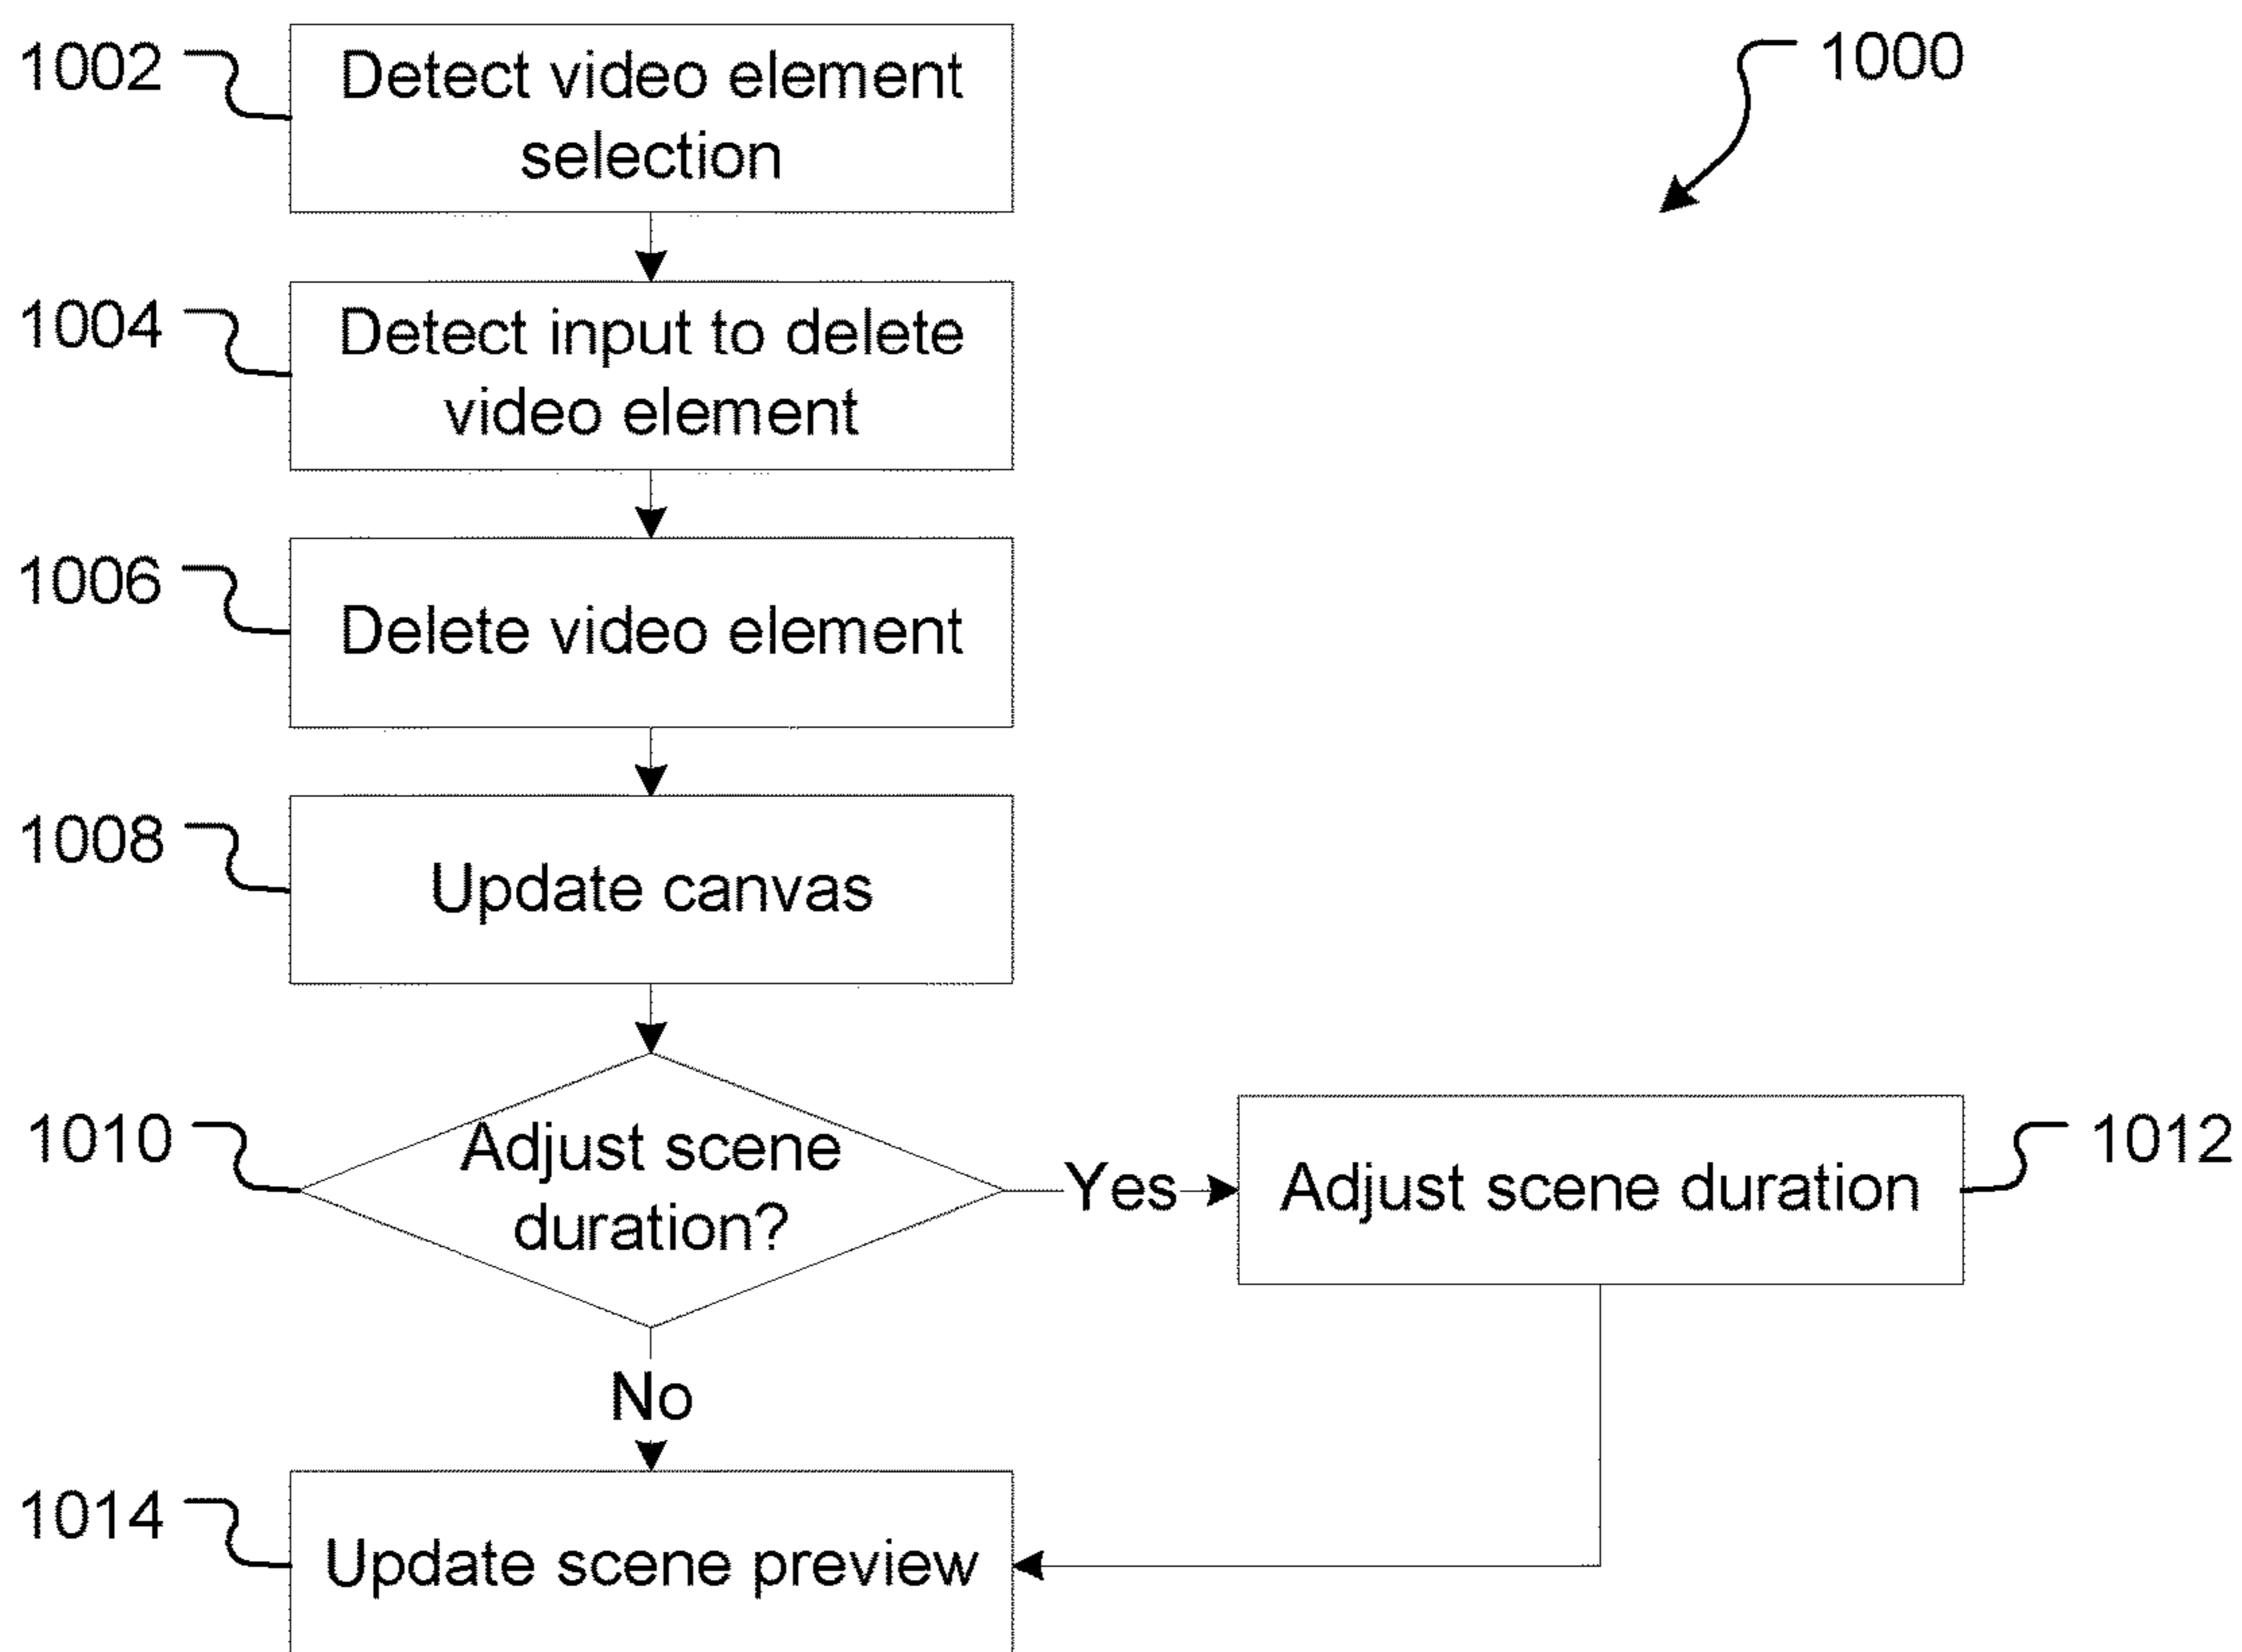 1002
Detect video element
selection
1000
1004
Detect input to delete
video element
1006
Delete video element
1008
Update canvas
1010
Adjust scene
duration?
Yes
Adjust scene duration
1012
No
1014
Update scene preview